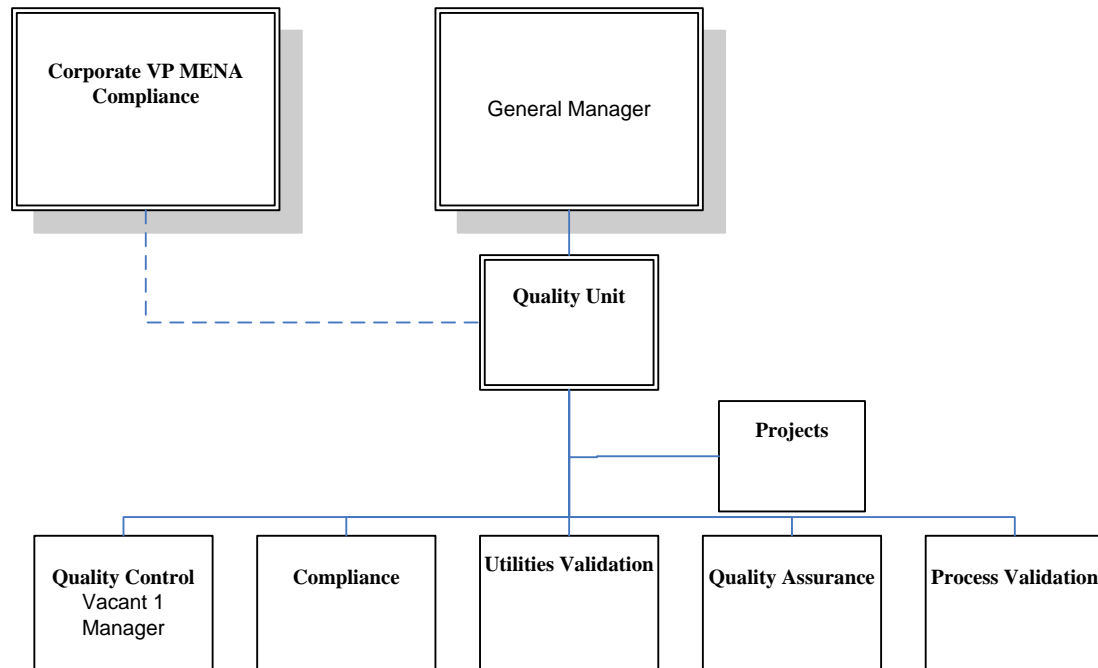 Corporate VP MENA
Compliance
General Manager
Quality Unit
Projects
Quality Control
Vacant 1
Manager
Compliance
Utilities Validation
Quality Assurance
Process Validation